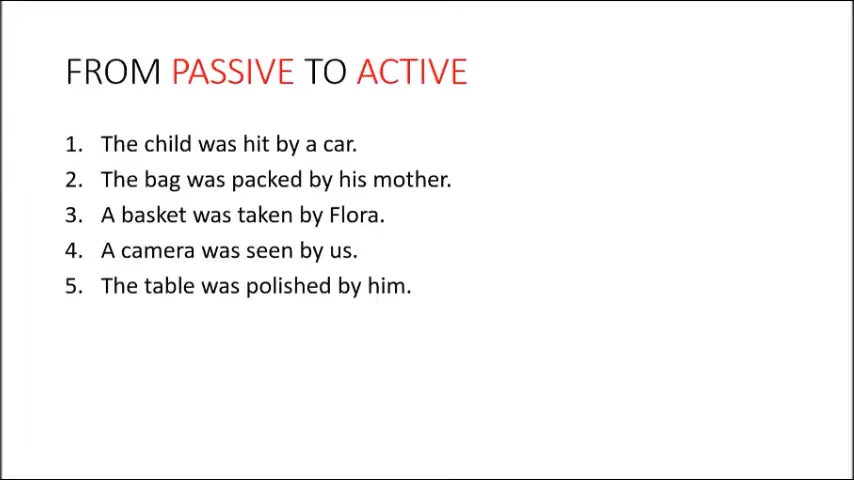 FROM PASSIVE TO ACTIVE
1. The child was hit by a car.
2. The bag was packed by his mother.
3. A basket was taken by Flora.
4. A camera was seen by us.
5. The table was polished by him.